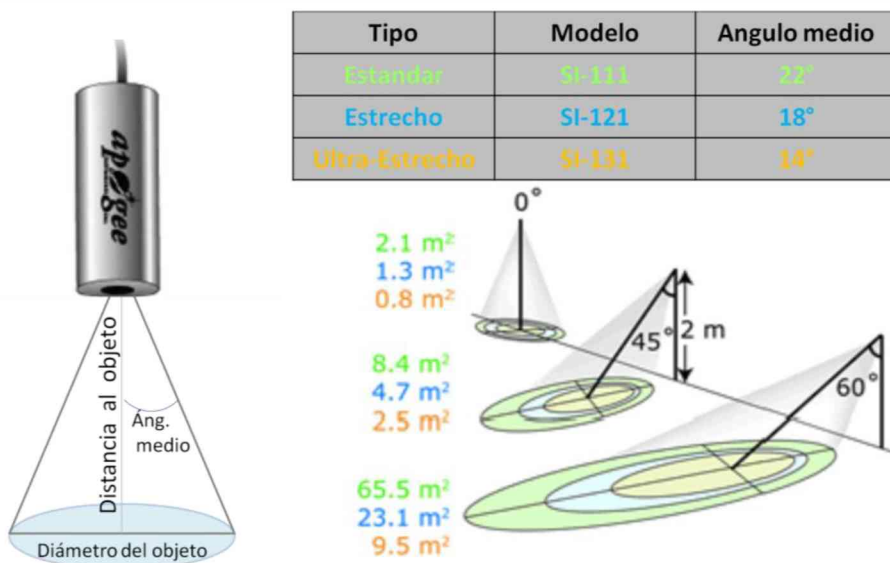 Tipo Modelo Angulo medio
Estandar SI-111 22°
Estrecho SI-121 18°
Ultra-Estrecho SI-131 14°
apogee
Distancia al objeto
Áng.
medio
Diámetro del objeto
0°
2.1 m²
1.3 m²
0.8 m²
45° 2 m
8.4 m²
4.7 m²
2.5 m²
60°
65.5 m²
23.1 m²
9.5 m²